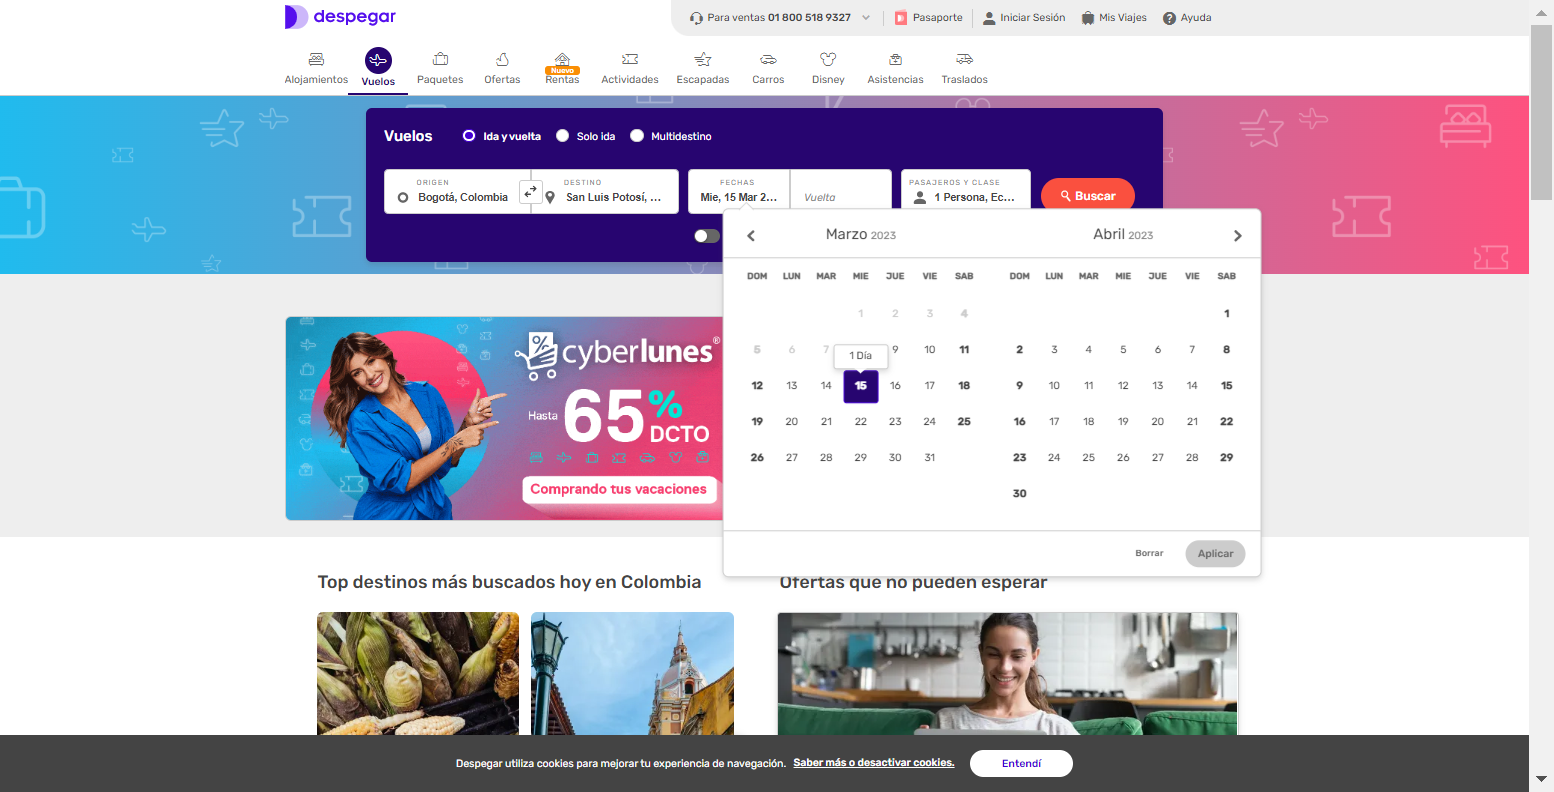 despegar
Para ventas 01 800 518 9327
Pasaporte
Iniciar Sesión
Mis Viajes
Ayuda
Alojamientos
Vuelos
Paquetes
Ofertas
Nuevo
Rentas
Actividades
Escapadas
Carros
Disney
Asistencias
Traslados
Vuelos
Ida y vuelta
Solo ida
Multidestino
ORIGEN
Bogotá, Colombia
DESTINO
San Luis Potosí, ...
FECHAS
Mie, 15 Mar 2...
Vuelta
PASAJEROS Y CLASE
1 Persona, Ec...
Buscar
Marzo 2023
DOM LUN MAR MIE JUE VIE SAB
1 2 3 4
5 6 7 9 10 11
1 Día
12 13 14 15 16 17 18
19 20 21 22 23 24 25
26 27 28 29 30 31
Abril 2023
DOM LUN MAR MIE JUE VIE SAB
1
2 3 4 5 6 7 8
9 10 11 12 13 14 15
16 17 18 19 20 21 22
23 24 25 26 27 28 29
30
Borrar
Aplicar
cyberlunes®
Hasta 65% DCTO
Comprando tus vacaciones
Top destinos más buscados hoy en Colombia
Ofertas que no pueden esperar
Despegar utiliza cookies para mejorar tu experiencia de navegación. Saber más o desactivar cookies.
Entendí